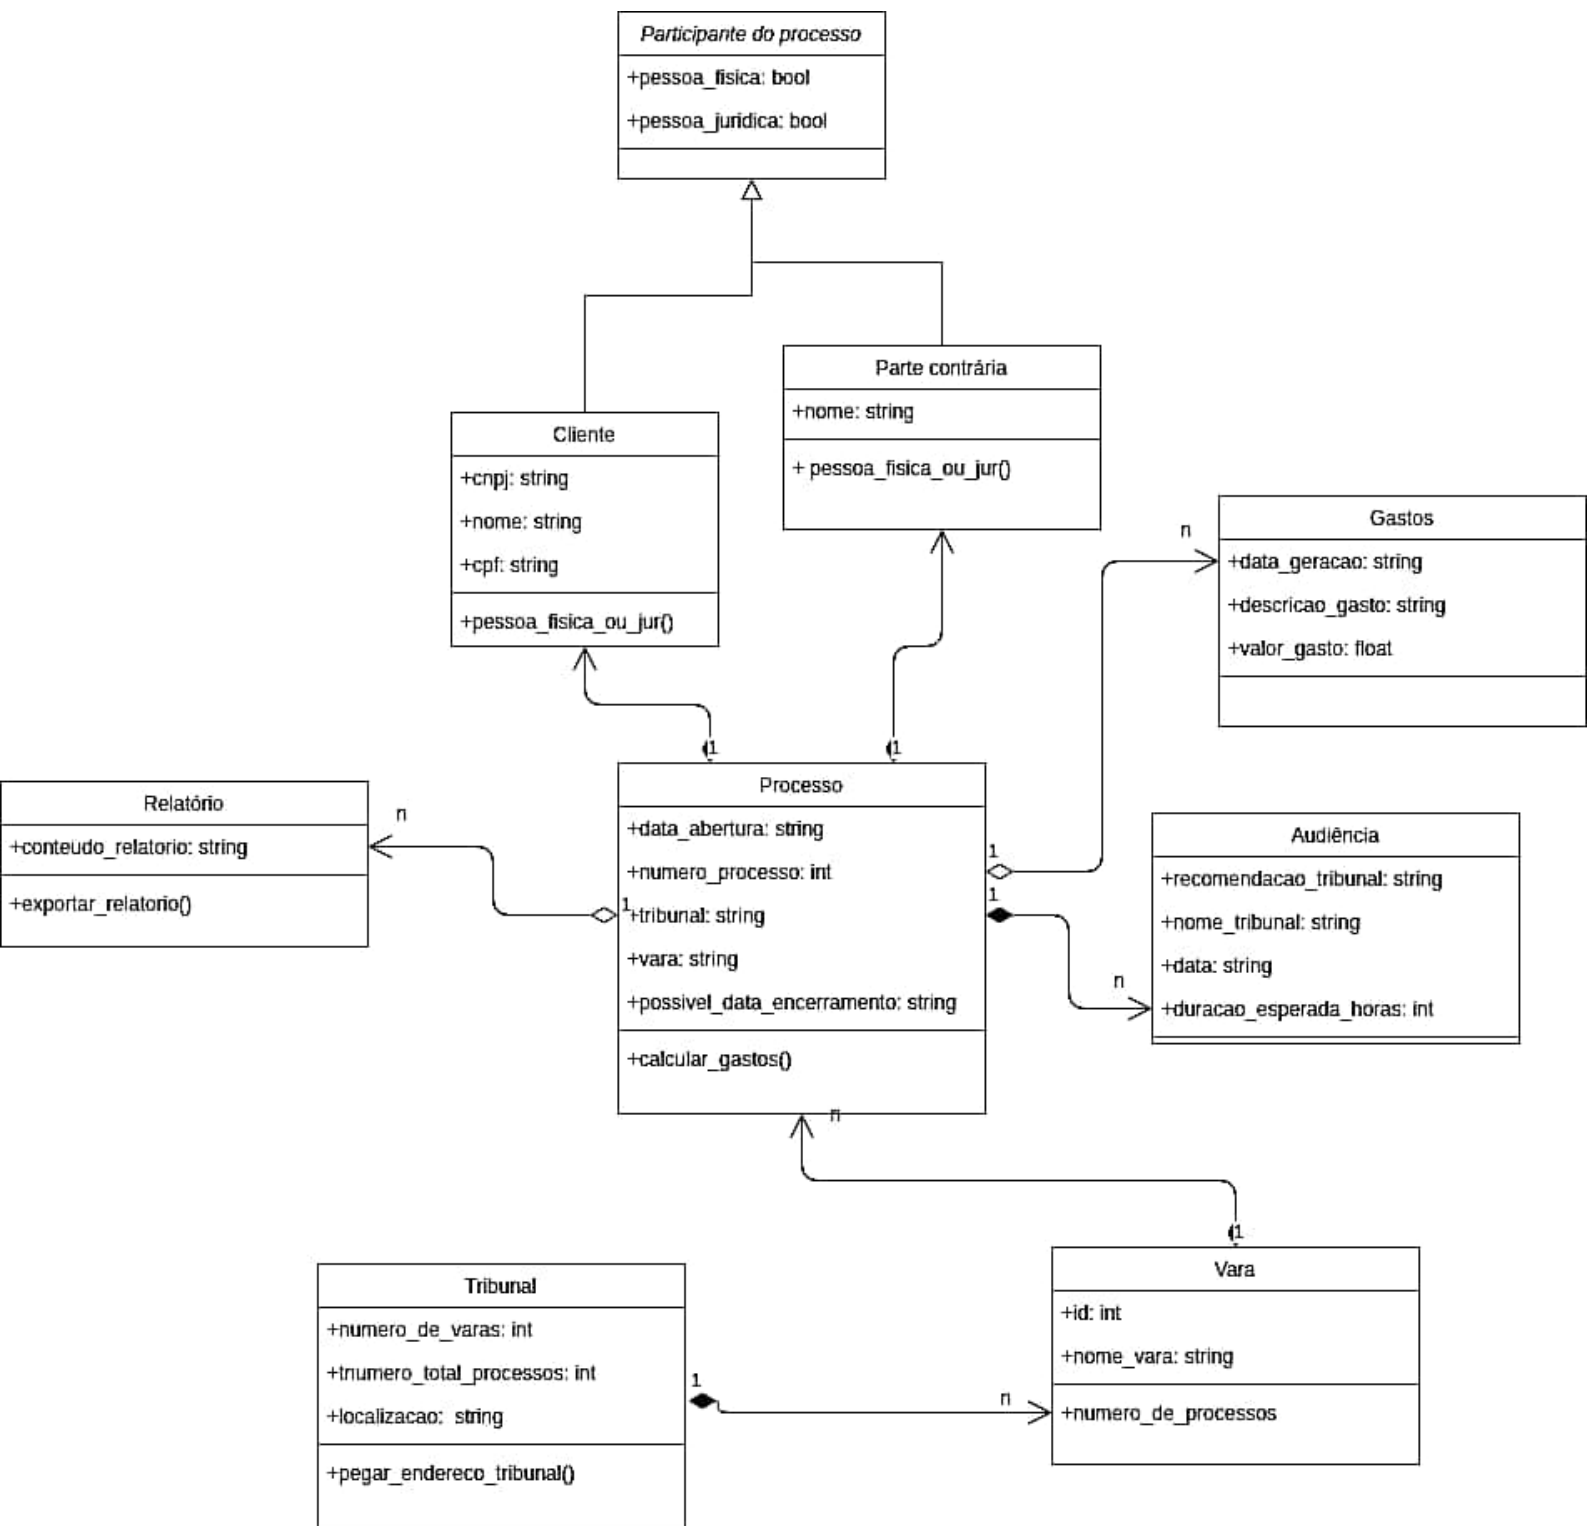 Participante do processo
+pessoa_fisica: bool
+pessoa_juridica: bool
Parte contrária
+nome: string
+ pessoa_fisica_ou_jur()
Cliente
+cnpj: string
+nome: string
+cpf: string
+pessoa_fisica_ou_jur()
Gastos
+data_geracao: string
+descricao_gasto: string
+valor_gasto: float
n
1
1
Processo
+data_abertura: string
+numero_processo: int
+tribunal: string
+vara: string
+possivel_data_encerramento: string
+calcular_gastos()
n
Relatório
+conteudo_relatorio: string
+exportar_relatorio()
n
1
1
1
Audiência
+recomendacao_tribunal: string
+nome_tribunal: string
+data: string
+duracao_esperada_horas: int
n
1
Vara
+id: int
+nome_vara: string
+numero_de_processos
Tribunal
+numero_de_varas: int
+tnumero_total_processos: int
+localizacao: string
+pegar_endereco_tribunal()
1
n